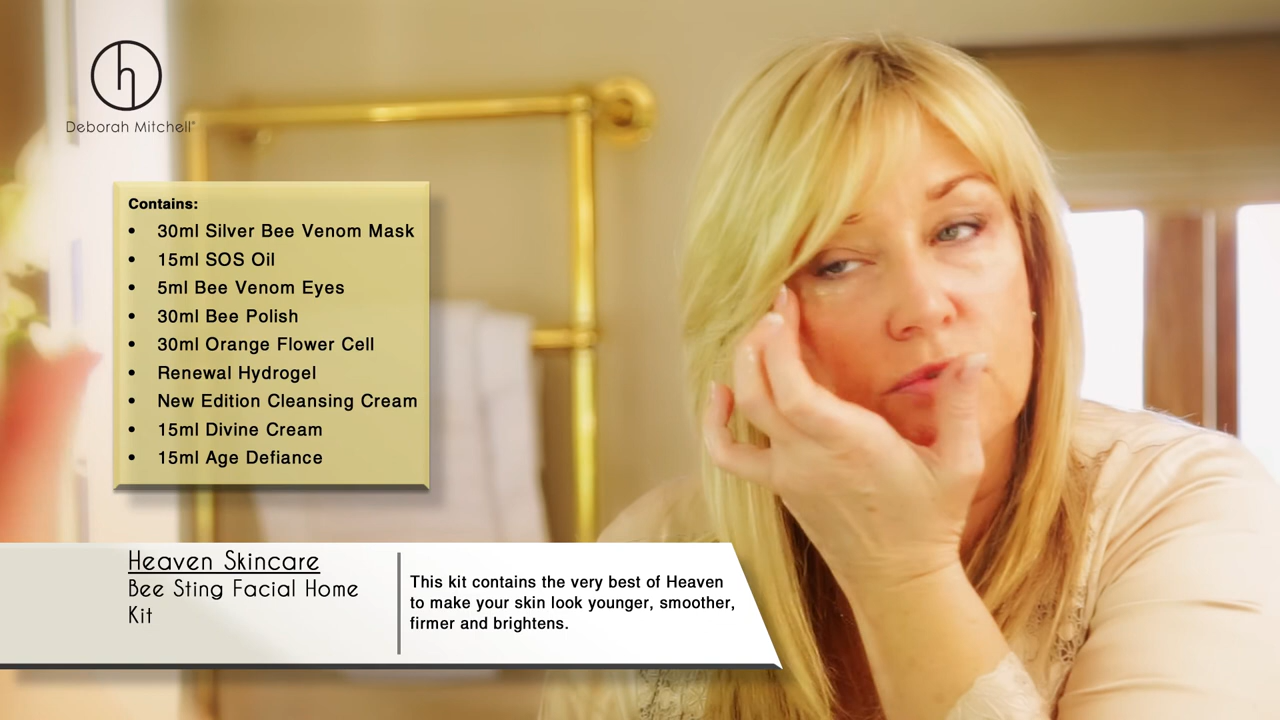 h
Deborah Mitchell®
Contains:
• 30ml Silver Bee Venom Mask
• 15ml SOS Oil
• 5ml Bee Venom Eyes
• 30ml Bee Polish
• 30ml Orange Flower Cell
• Renewal Hydrogel
• New Edition Cleansing Cream
• 15ml Divine Cream
• 15ml Age Defiance
Heaven Skincare
Bee Sting Facial Home
Kit
This kit contains the very best of Heaven
to make your skin look younger, smoother,
firmer and brightens.